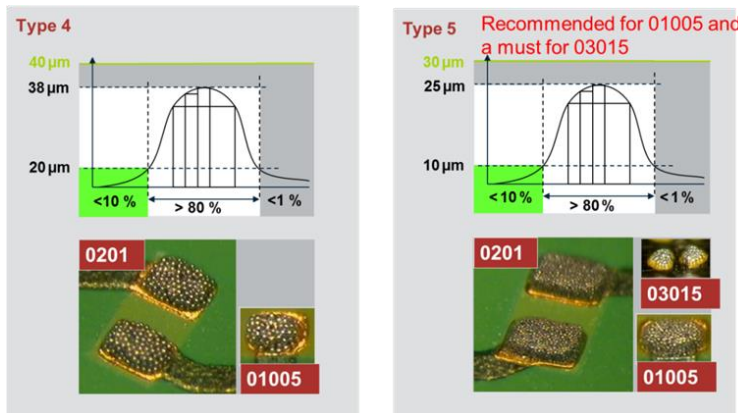 Type 4
40 µm
38 µm
20 µm
<10 %
> 80 %
<1 %
0201
01005
Type 5
Recommended for 01005 and
a must for 03015
30 µm
25 µm
10 µm
<10 %
> 80 %
<1 %
0201
03015
01005